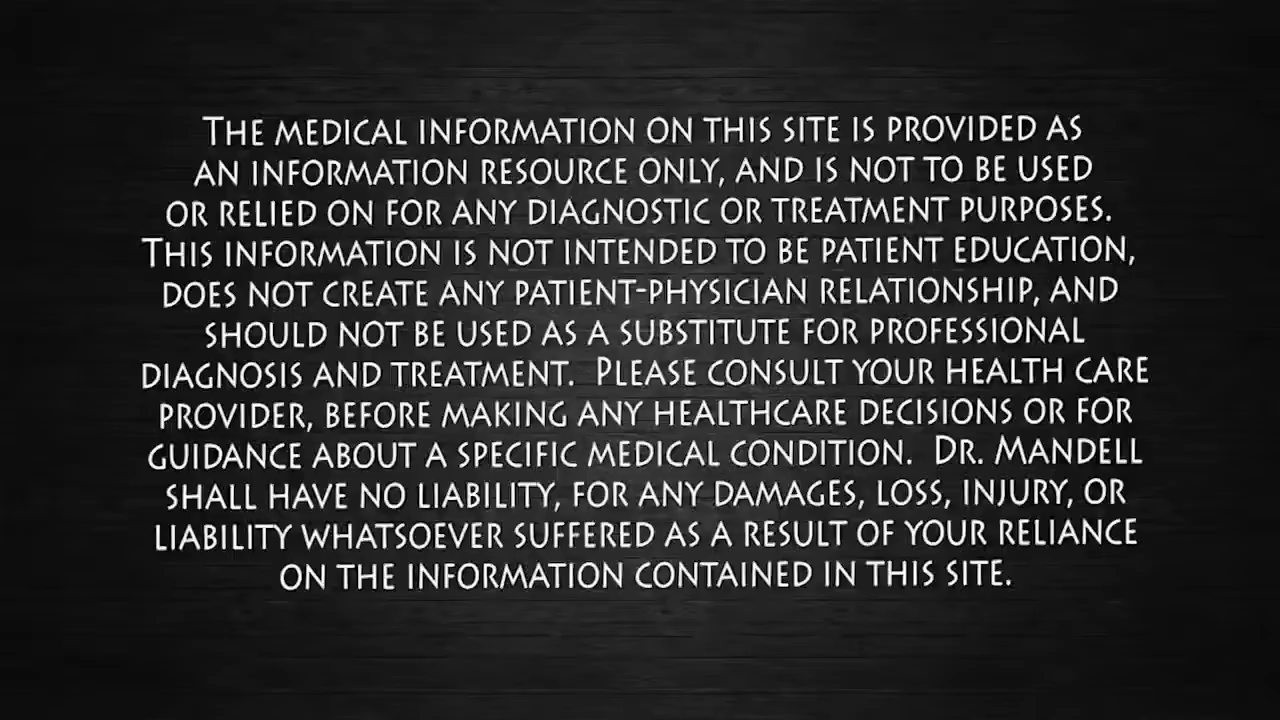 The medical information on this site is provided as
an information resource only, and is not to be used
or relied on for any diagnostic or treatment purposes.
This information is not intended to be patient education,
does not create any patient-physician relationship, and
should not be used as a substitute for professional
diagnosis and treatment.  Please consult your health care
provider, before making any healthcare decisions or for
guidance about a specific medical condition.  Dr. Mandell
shall have no liability, for any damages, loss, injury, or
liability whatsoever suffered as a result of your reliance
on the information contained in this site.